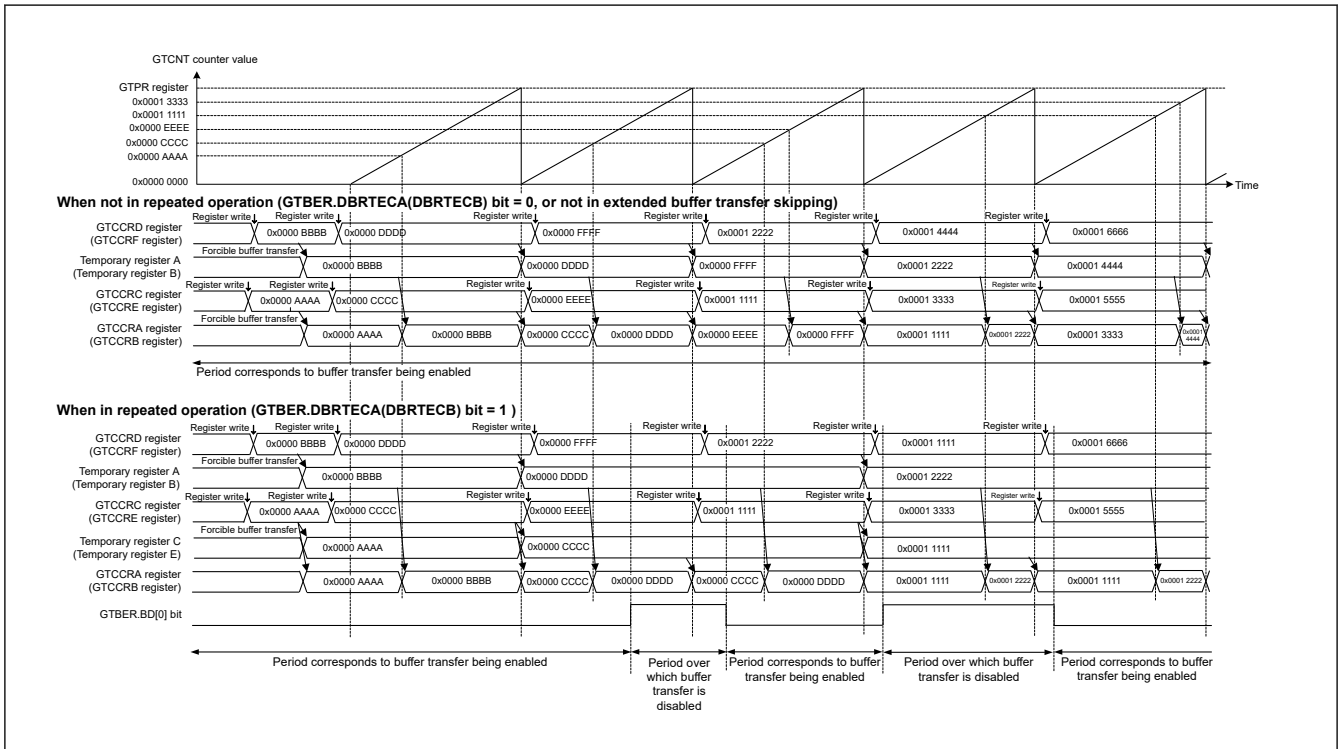 GTCNT counter value
GTPR register
0x0001 3333
0x0001 1111
0x0000 EEEE
0x0000 CCCC
0x0000 AAAA
0x0000 0000
Time
When not in repeated operation (GTBER.DBRTECA(DBRTECB) bit = 0, or not in extended buffer transfer skipping)
Register write Register write Register write Register write Register write Register write
GTCCRD register
(GTCCRF register)
0x0000 BBBB 0x0000 DDDD 0x0000 FFFF 0x0001 2222 0x0001 4444 0x0001 6666
Forcible buffer transfer
Temporary register A
(Temporary register B)
0x0000 BBBB 0x0000 DDDD 0x0000 FFFF 0x0001 2222 0x0001 4444
Register write Register write Register write Register write Register write Register write
GTCCRC register
(GTCCRE register)
0x0000 AAAA 0x0000 CCCC 0x0000 EEEE 0x0001 1111 0x0001 3333 0x0001 5555
Forcible buffer transfer
GTCCRA register
(GTCCRB register)
0x0000 AAAA 0x0000 BBBB 0x0000 CCCC 0x0000 DDDD 0x0000 EEEE 0x0000 FFFF 0x0001 1111 0x0001 2222 0x0001 3333 0x0001 4444
Period corresponds to buffer transfer being enabled
When in repeated operation (GTBER.DBRTECA(DBRTECB) bit = 1 )
Register write Register write Register write Register write Register write Register write
GTCCRD register
(GTCCRF register)
0x0000 BBBB 0x0000 DDDD 0x0000 FFFF 0x0001 2222 0x0001 1111 0x0001 6666
Forcible buffer transfer
Temporary register A
(Temporary register B)
0x0000 BBBB 0x0000 DDDD 0x0001 2222
Register write Register write Register write Register write Register write Register write
GTCCRC register
(GTCCRE register)
0x0000 AAAA 0x0000 CCCC 0x0000 EEEE 0x0001 1111 0x0001 3333 0x0001 5555
Forcible buffer transfer
Temporary register C
(Temporary register E)
0x0000 AAAA 0x0000 CCCC 0x0001 1111
GTCCRA register
(GTCCRB register)
0x0000 AAAA 0x0000 BBBB 0x0000 CCCC 0x0000 DDDD 0x0000 CCCC 0x0000 DDDD 0x0001 1111 0x0001 2222 0x0001 1111 0x0001 2222
GTBER.BD[0] bit
Period corresponds to buffer transfer being enabled
Period over
which buffer
transfer is
disabled
Period corresponds to buffer
transfer being enabled
Period over which buffer
transfer is disabled
Period corresponds to buffer
transfer being enabled